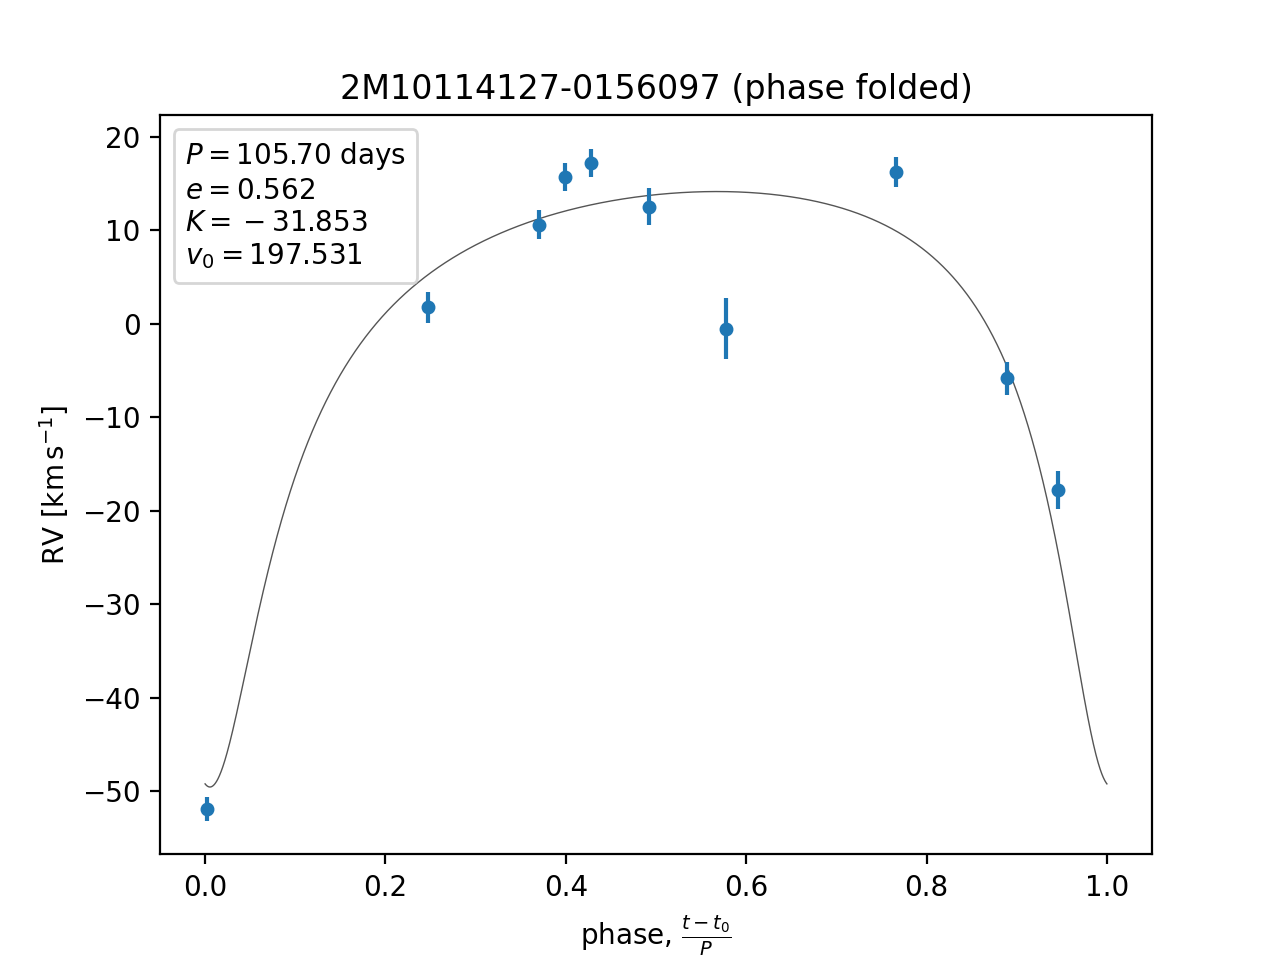 2M10114127-0156097 (phase folded)
P = 105.70 days
e = 0.562
K = −31.853
v₀ = 197.531
20
10
0
−10
−20
−30
−40
−50
RV [km s⁻¹]
0.0 0.2 0.4 0.6 0.8 1.0
phase, (t − t₀)/P